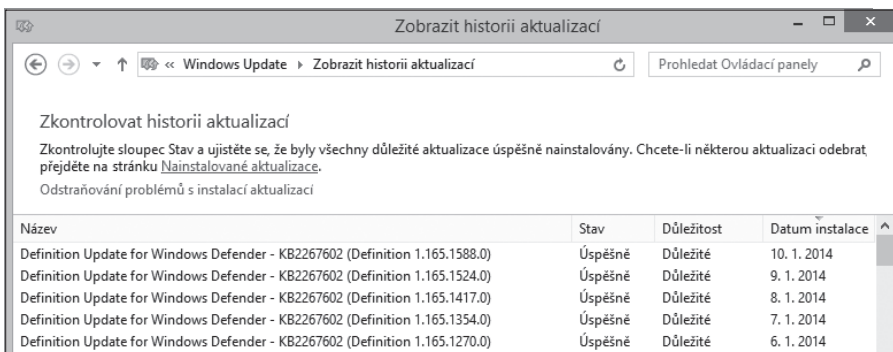 Zobrazit historii aktualizací
« Windows Update Zobrazit historii aktualizací Prohledat Ovládací panely
Zkontrolovat historii aktualizací
Zkontrolujte sloupec Stav a ujistěte se, že byly všechny důležité aktualizace úspěšně nainstalovány. Chcete-li některou aktualizaci odebrat,
přejděte na stránku Nainstalované aktualizace.
Odstraňování problémů s instalací aktualizací
Název Stav Důležitost Datum instalace
Definition Update for Windows Defender - KB2267602 (Definition 1.165.1588.0) Úspěšně Důležité 10. 1. 2014
Definition Update for Windows Defender - KB2267602 (Definition 1.165.1524.0) Úspěšně Důležité 9. 1. 2014
Definition Update for Windows Defender - KB2267602 (Definition 1.165.1417.0) Úspěšně Důležité 8. 1. 2014
Definition Update for Windows Defender - KB2267602 (Definition 1.165.1354.0) Úspěšně Důležité 7. 1. 2014
Definition Update for Windows Defender - KB2267602 (Definition 1.165.1270.0) Úspěšně Důležité 6. 1. 2014